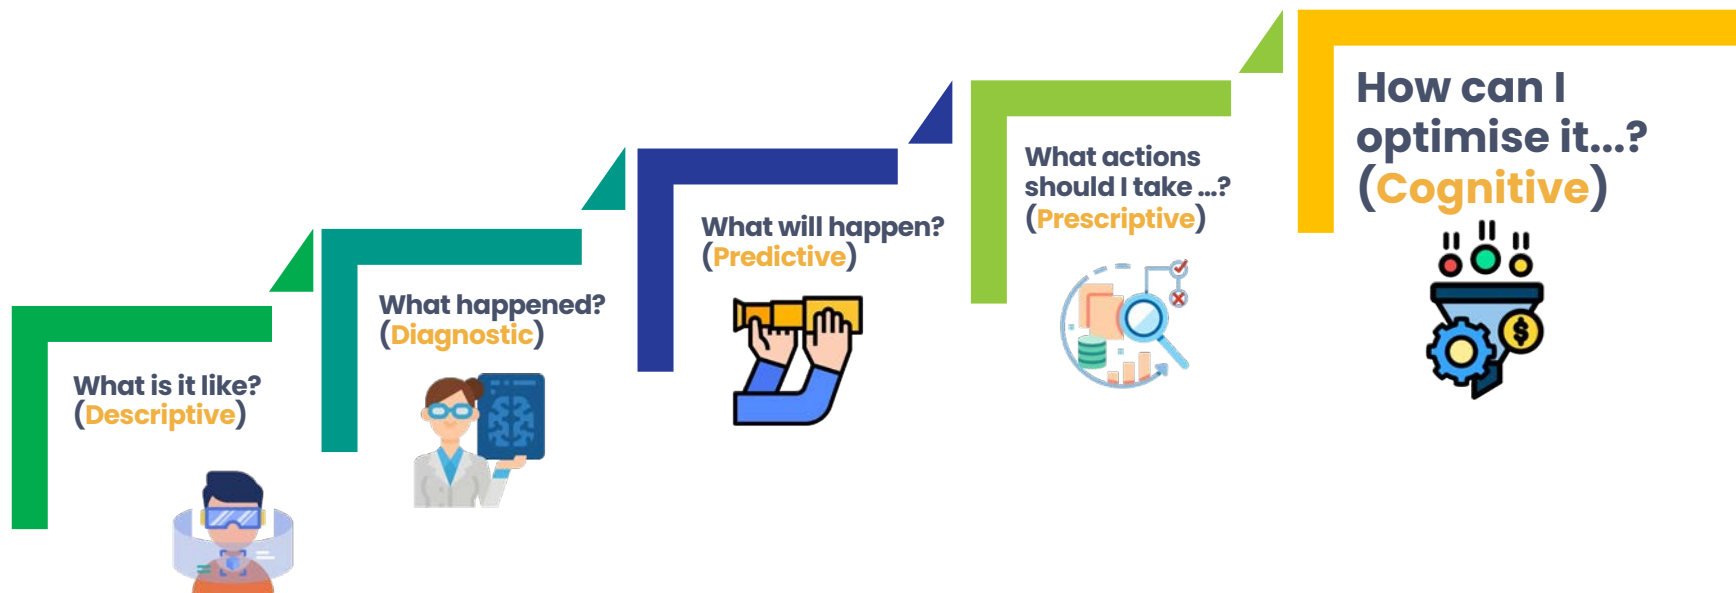 What is it like?
(Descriptive)
What happened?
(Diagnostic)
What will happen?
(Predictive)
What actions
should I take ...?
(Prescriptive)
How can I
optimise it...?
(Cognitive)
$